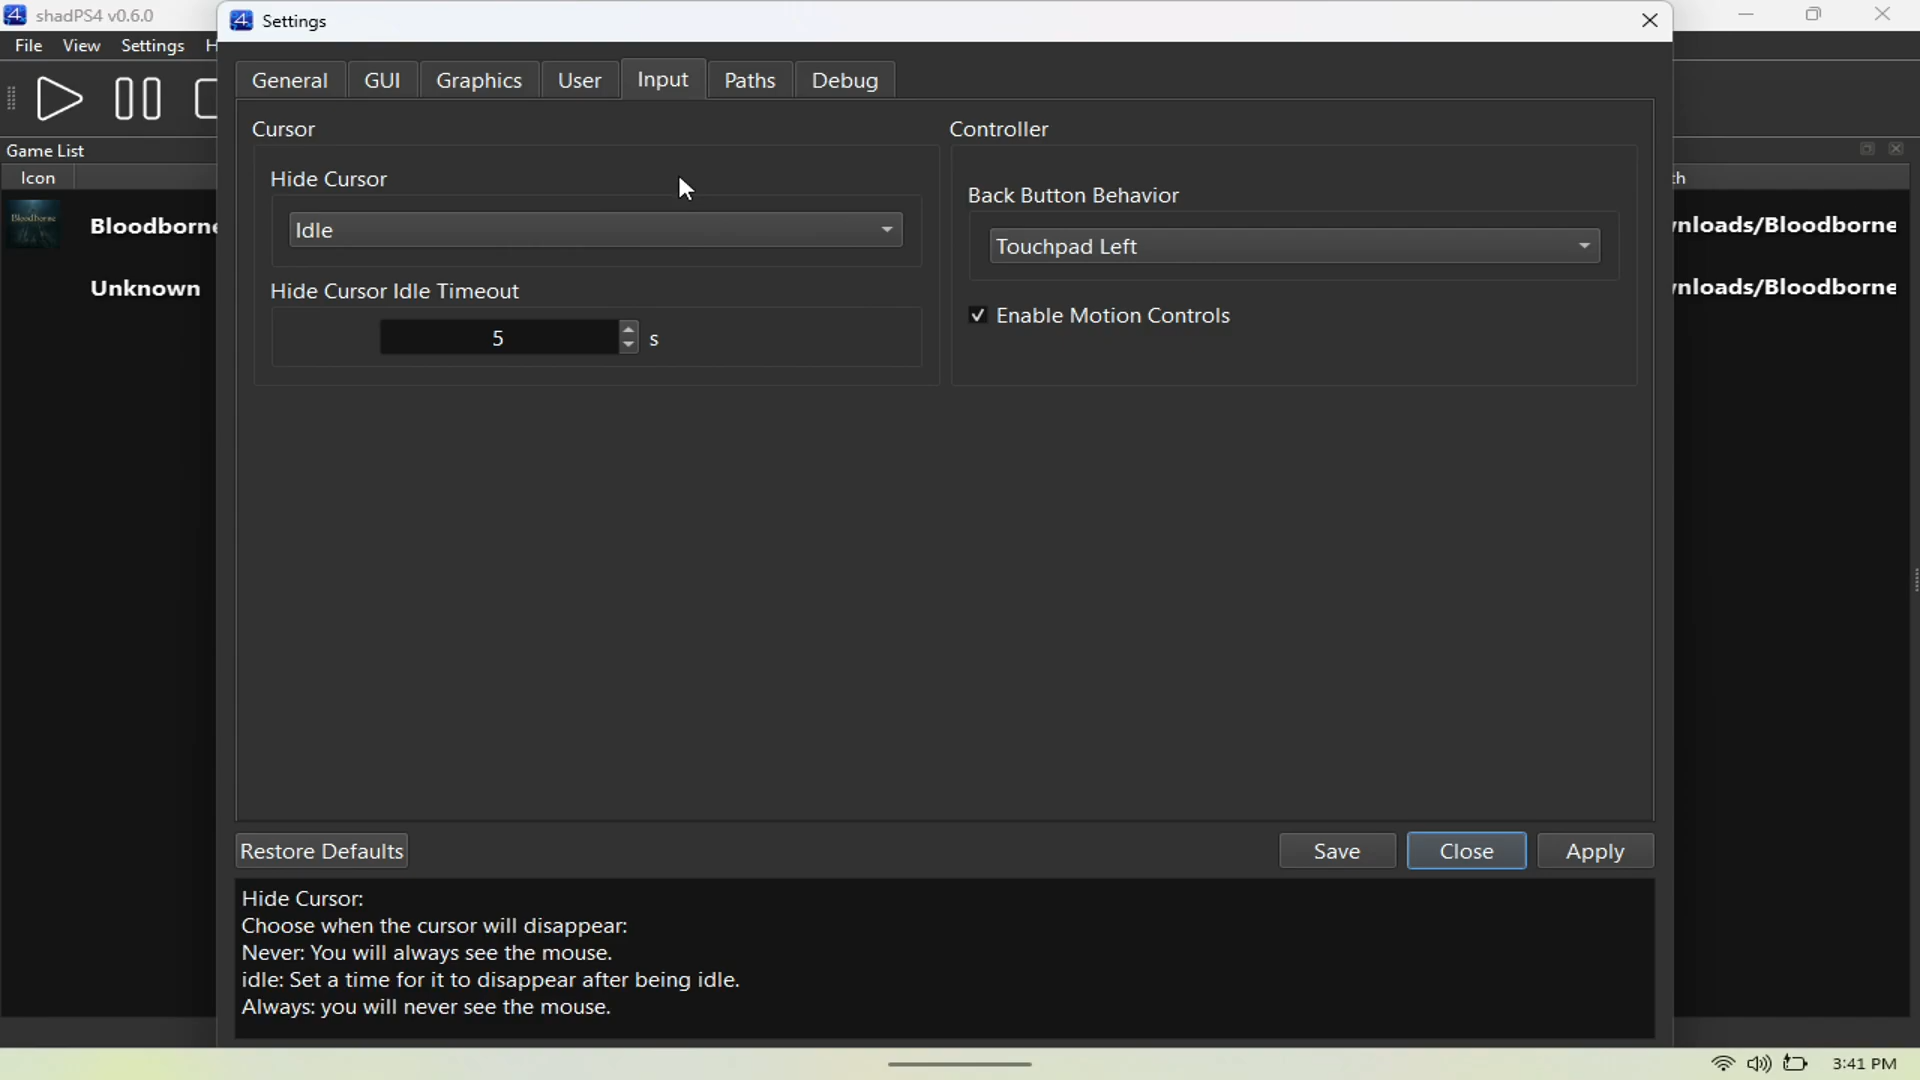 shadPS4 v0.6.0
Settings
File View Settings H
General GUI Graphics User Input Paths Debug
Game List
Icon
Bloodborne
Unknown
Cursor
Hide Cursor
Idle
Hide Cursor Idle Timeout
5 s
Controller
Back Button Behavior
Touchpad Left
✓ Enable Motion Controls
th
nloads/Bloodborne
nloads/Bloodborne
Restore Defaults
Save Close Apply
Hide Cursor:
Choose when the cursor will disappear:
Never: You will always see the mouse.
idle: Set a time for it to disappear after being idle.
Always: you will never see the mouse.
3:41 PM